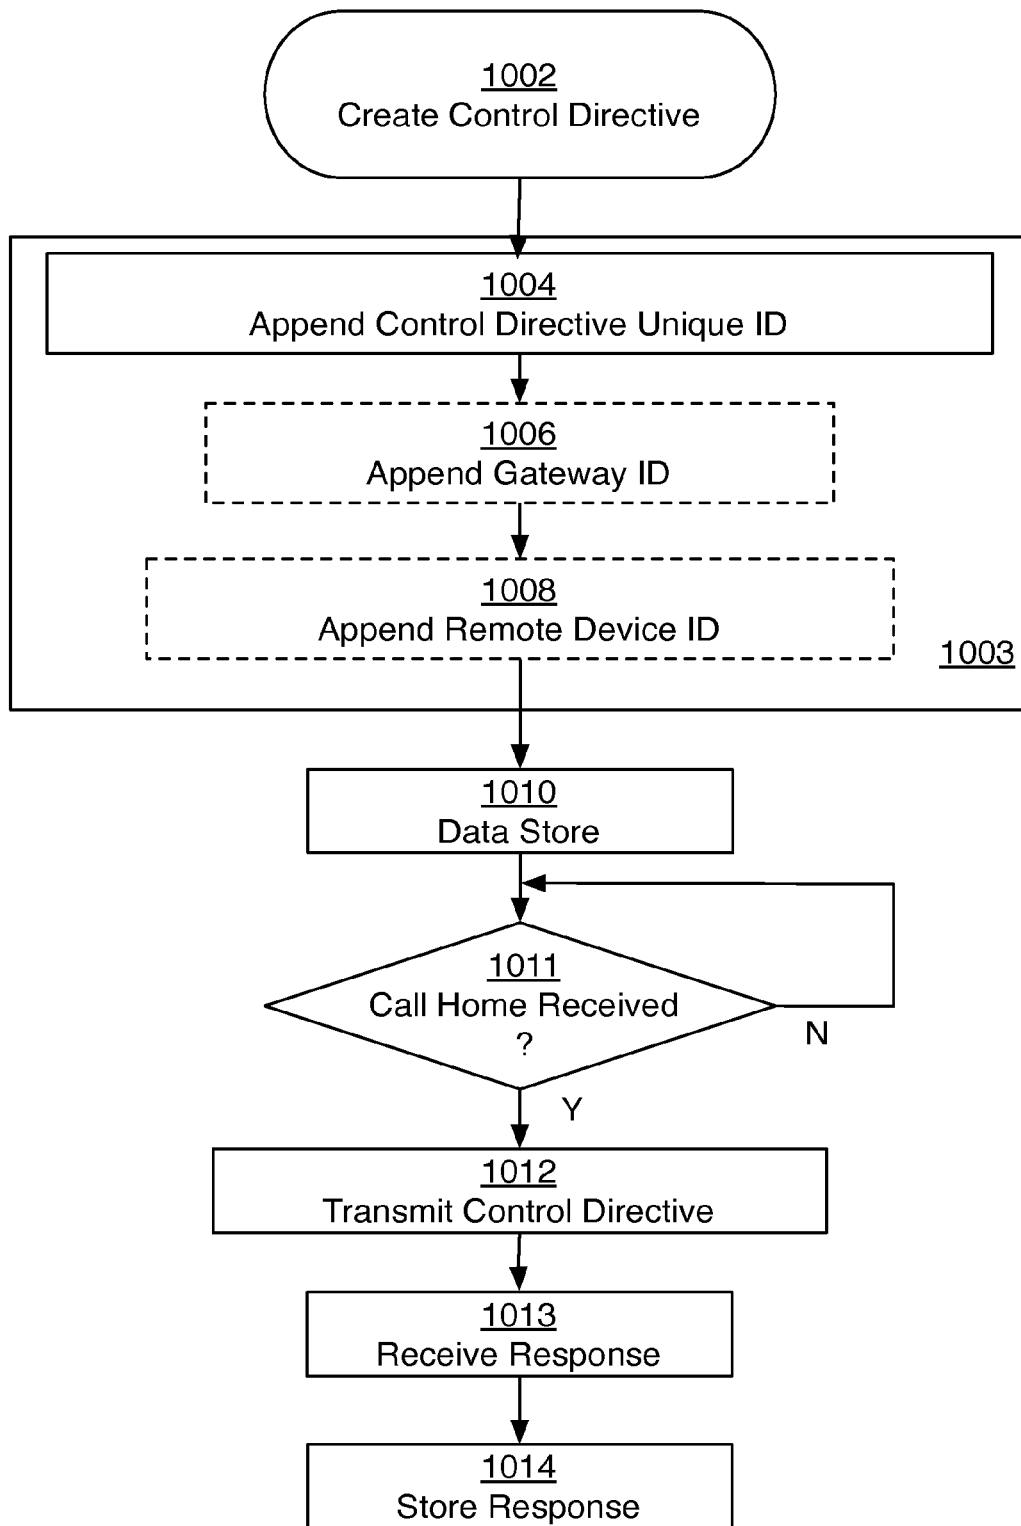 1002
Create Control Directive
1004
Append Control Directive Unique ID
1006
Append Gateway ID
1008
Append Remote Device ID
1003
1010
Data Store
1011
Call Home Received
?
N
Y
1012
Transmit Control Directive
1013
Receive Response
1014
Store Response